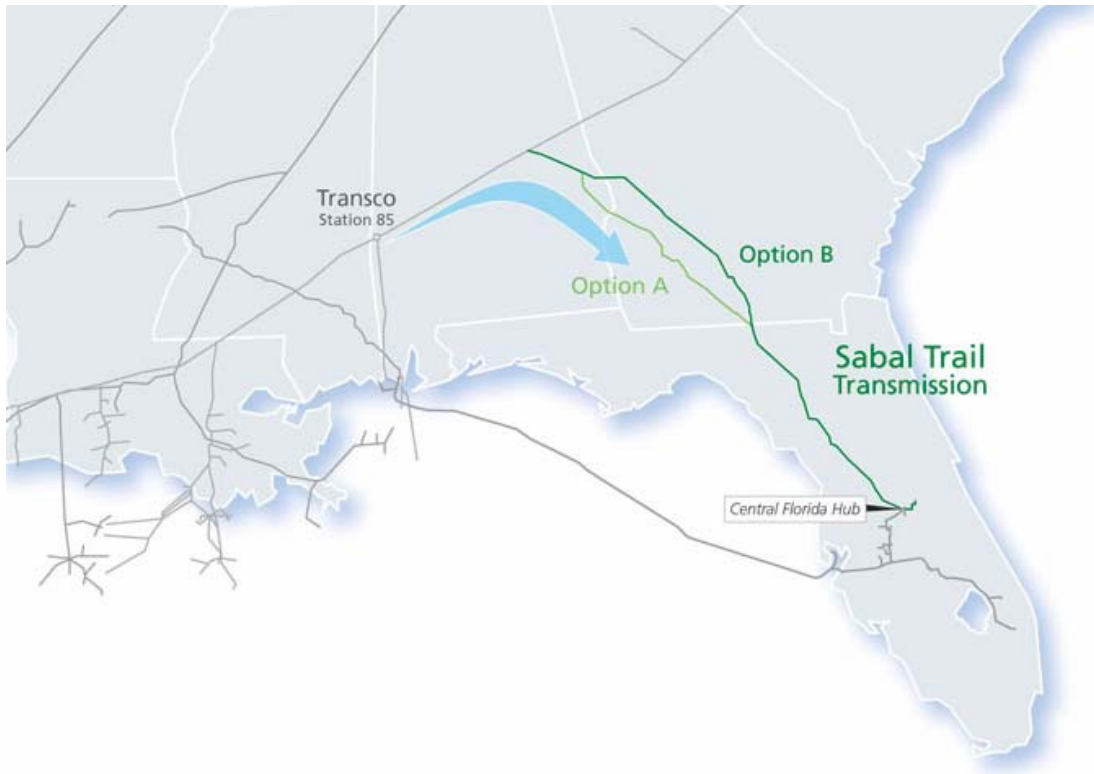 Transco
Station 85
Option B
Option A
Sabal Trail
Transmission
Central Florida Hub